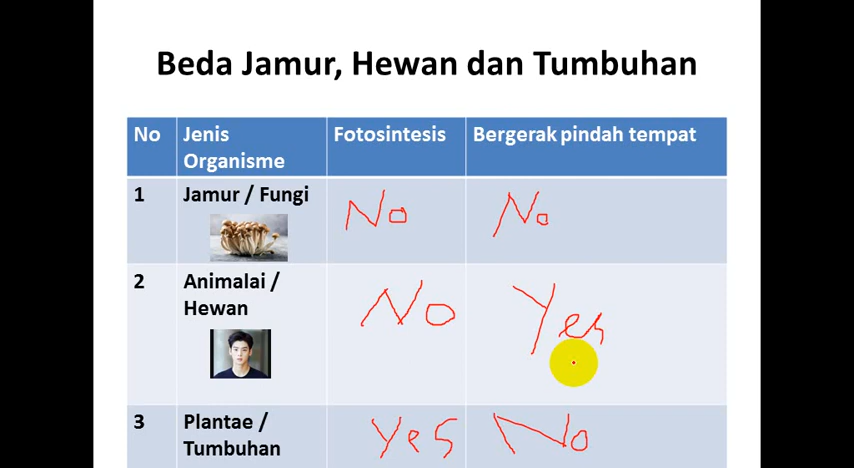 Beda Jamur, Hewan dan Tumbuhan
No Jenis Organisme Fotosintesis Bergerak pindah tempat
1 Jamur / Fungi No No
2 Animalai / Hewan No Yes
3 Plantae / Tumbuhan Yes No